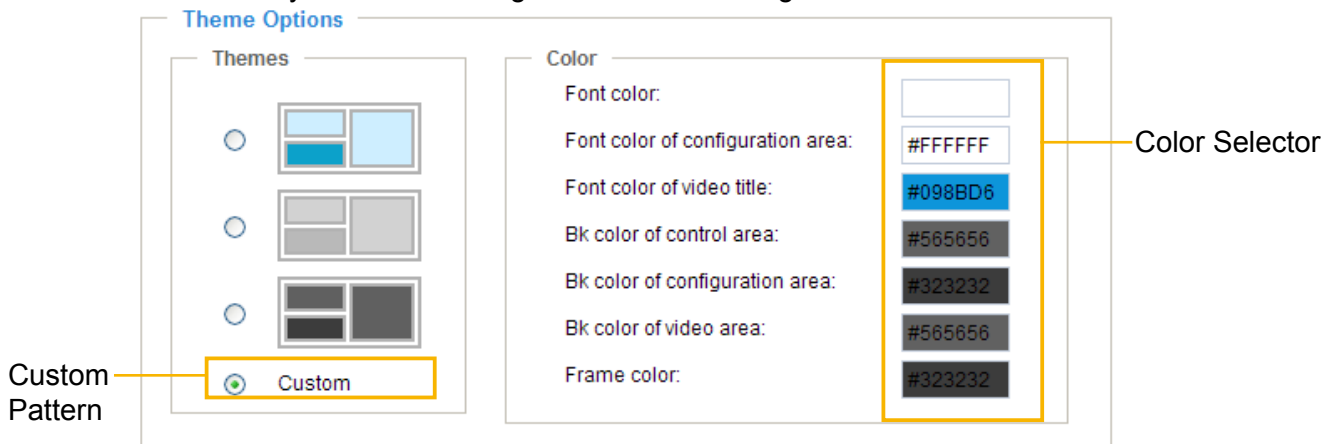 Theme Options
Themes
Custom
Color
Font color:
Font color of configuration area: #FFFFFF
Font color of video title: #098BD6
Bk color of control area: #565656
Bk color of configuration area: #323232
Bk color of video area: #565656
Frame color: #323232
Color Selector
Custom
Pattern